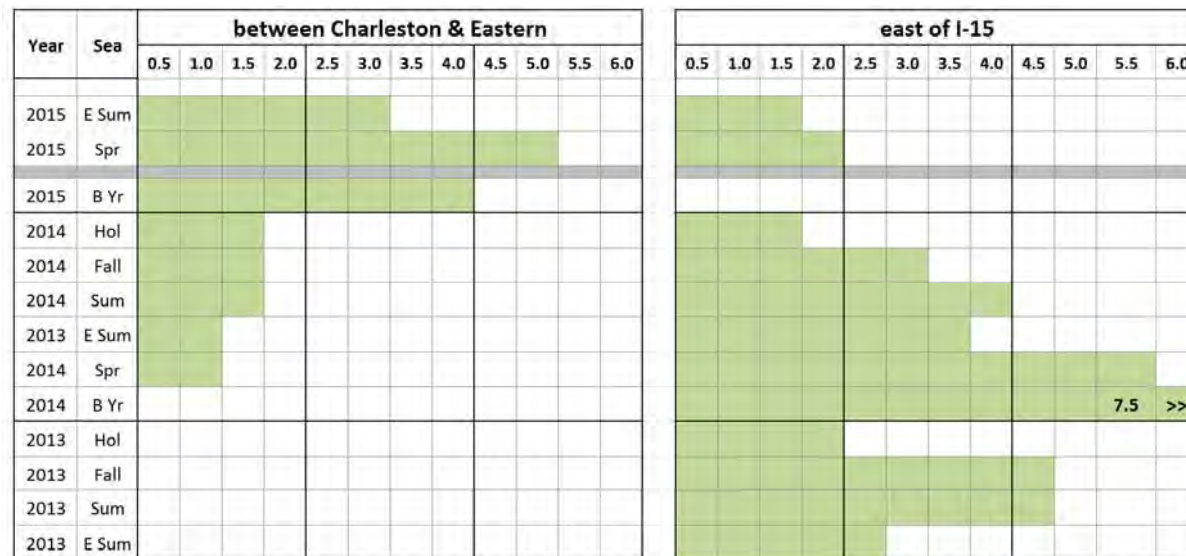 Year Sea between Charleston & Eastern east of I-15
0.5 1.0 1.5 2.0 2.5 3.0 3.5 4.0 4.5 5.0 5.5 6.0 0.5 1.0 1.5 2.0 2.5 3.0 3.5 4.0 4.5 5.0 5.5 6.0
2015 E Sum
2015 Spr
2015 B Yr
2014 Hol
2014 Fall
2014 Sum
2013 E Sum
2014 Spr
2014 B Yr 7.5 >>
2013 Hol
2013 Fall
2013 Sum
2013 E Sum